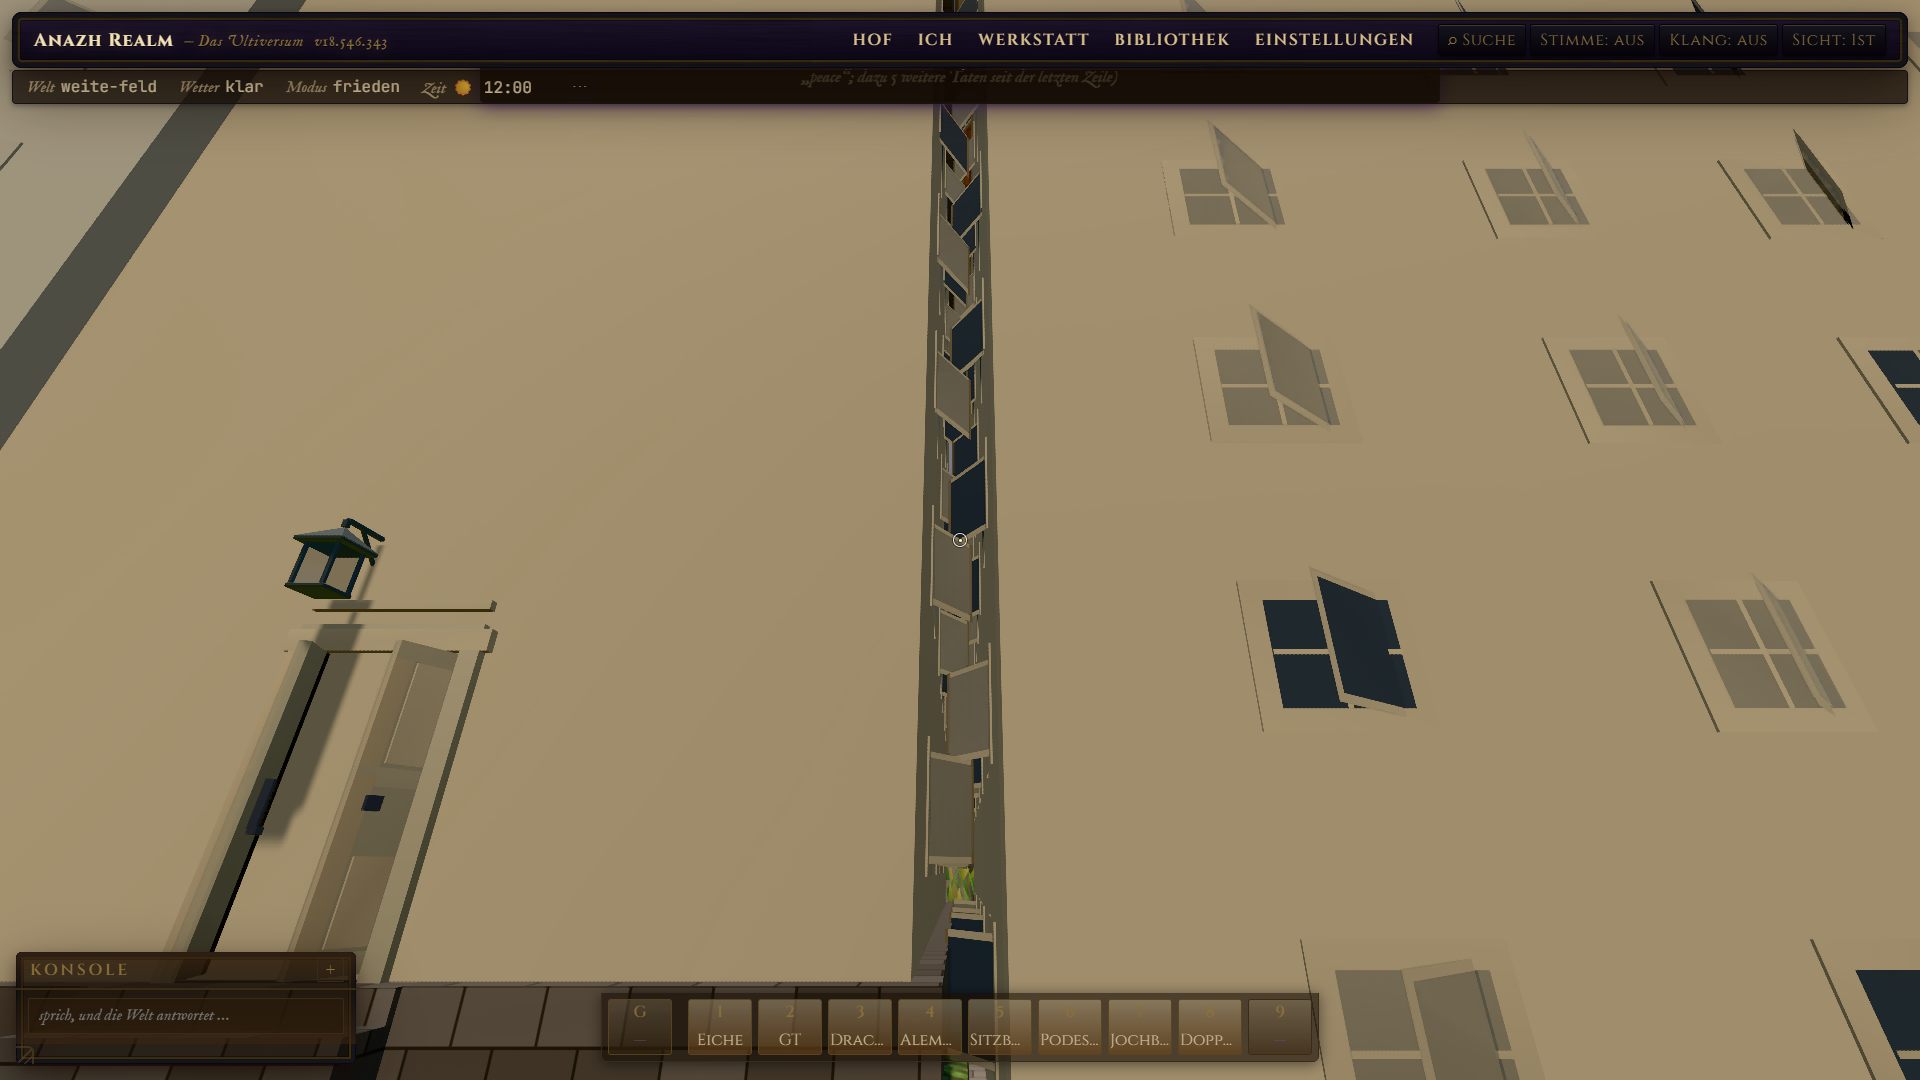 ANAZH REALM — Das Ultiversum v18.546.343
HOF ICH WERKSTATT BIBLIOTHEK EINSTELLUNGEN SUCHE STIMME: AUS KLANG: AUS SICHT: IST
Welt weite-feld Wetter klar Modus frieden Zeit 12:00 ...
„peace“; dazu 5 weitere Taten seit der letzten Zeile)
KONSOLE +
sprich, und die Welt antwortet ...
G 1 2 3 4 5 6 7 8 9
— EICHE GT DRAC... ALEM... SITZB... PODES... JOCHB... DOPP... —